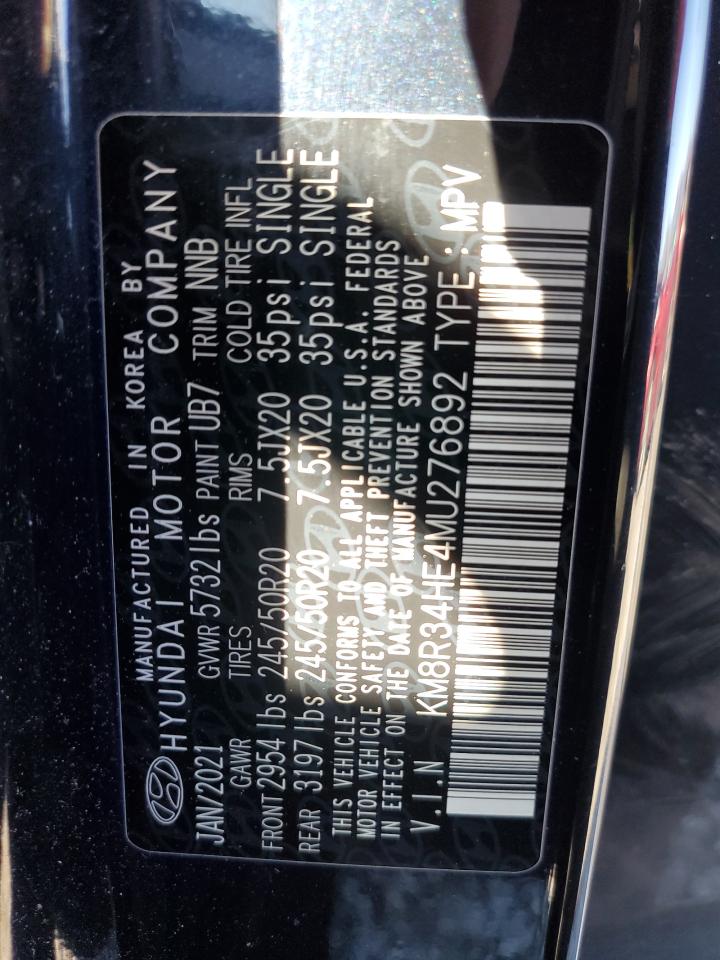 MANUFACTURED IN KOREA BY
HYUNDAI MOTOR COMPANY
JAN/2021 GVWR 5732 lbs PAINT UB7 TRIM NNB
GAWR TIRES RIMS COLD TIRE INFL
FRONT 2954 lbs 245/50R20 7.5JX20 35psi SINGLE
REAR 3197 lbs 245/50R20 7.5JX20 35psi SINGLE
THIS VEHICLE CONFORMS TO ALL APPLICABLE U.S.A. FEDERAL
MOTOR VEHICLE SAFETY AND THEFT PREVENTION STANDARDS
IN EFFECT ON THE DATE OF MANUFACTURE SHOWN ABOVE.
V.I.N KM8R34HE4MU276892 TYPE : MPV